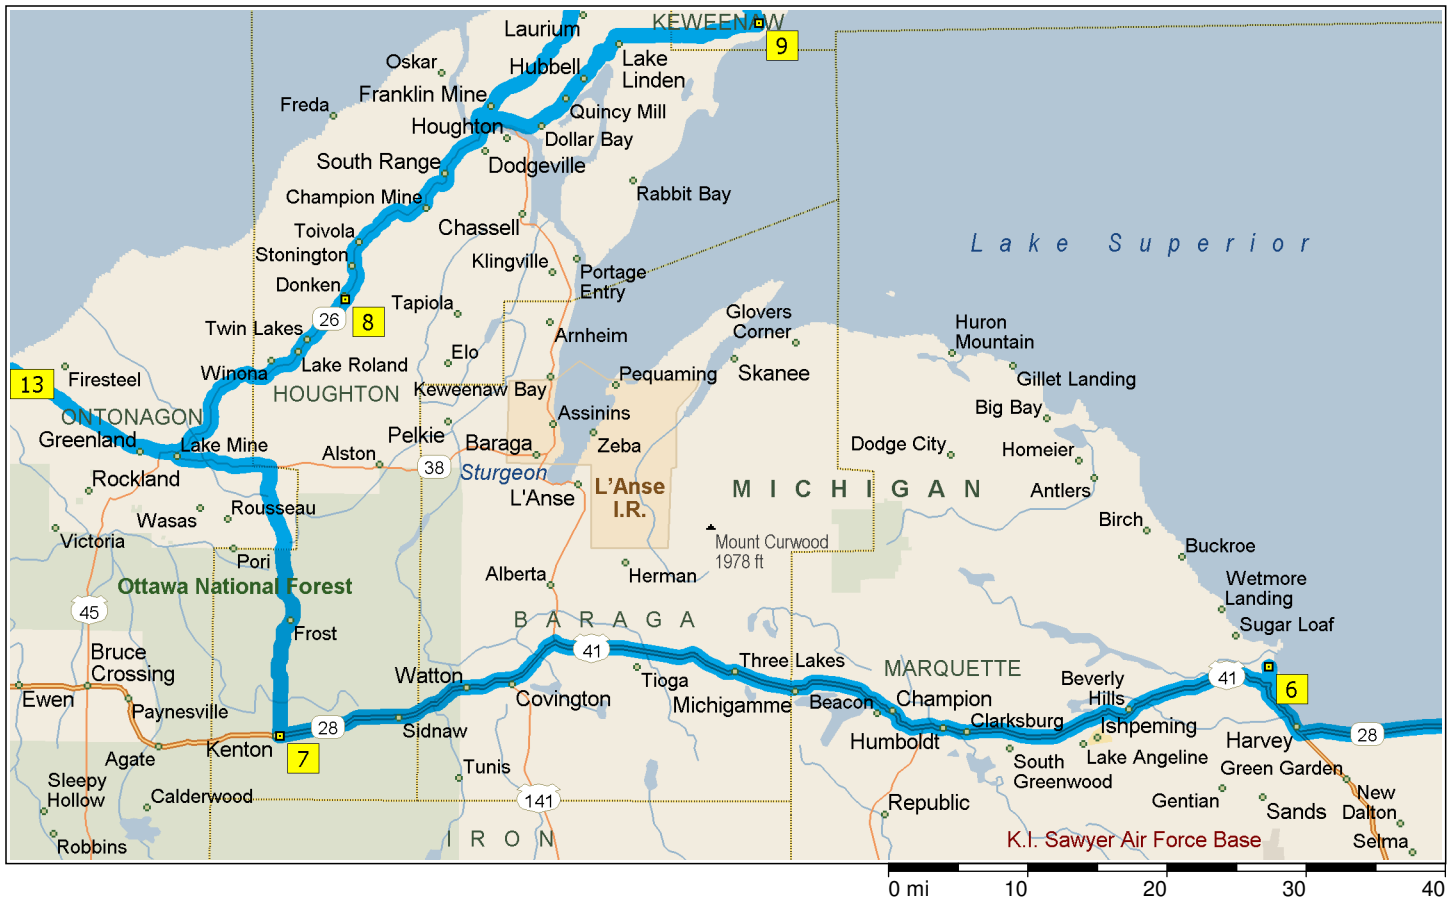 Laurium
KEWEENAW
9
Oskar
Hubbell
Lake
Linden
Franklin Mine
Freda
Quincy Mill
Houghton
Dollar Bay
South Range
Dodgeville
Champion Mine
Rabbit Bay
Toivola
Chassell
Stonington
Klingville
Lake Superior
Donken
Portage
Entry
Tapiola
26
8
Twin Lakes
Arnheim
Glovers
Corner
Huron
Mountain
Elo
Lake Roland
Firesteel
Winona
13
HOUGHTON
Keweenaw Bay
Pequaming
Skanee
Gillet Landing
Big Bay
ONTONAGON
Assinins
Greenland
Lake Mine
Pelkie
Baraga
Zeba
Dodge City
Homeier
Alston
38
Sturgeon
Rockland
L'Anse
L'Anse
I.R.
MICHIGAN
Antlers
Rousseau
Wasas
Birch
Victoria
Pori
Mount Curwood
1978 ft
Buckroe
Ottawa National Forest
Alberta
Herman
Wetmore
Landing
45
BARAGA
Sugar Loaf
Frost
Bruce
Crossing
41
Three Lakes
MARQUETTE
Watton
Tioga
Beverly
Hills
41
6
Ewen
Paynesville
Covington
Michigamme
Beacon
Champion
28
Sidnaw
Clarksburg
Ishpeming
Kenton
7
Humboldt
Harvey
28
Agate
South
Greenwood
Lake Angeline
Green Garden
Sleepy
Hollow
Tunis
Calderwood
141
Republic
Gentian
Sands
New
Dalton
Robbins
IRON
K.I. Sawyer Air Force Base
Selma
0 mi 10 20 30 40